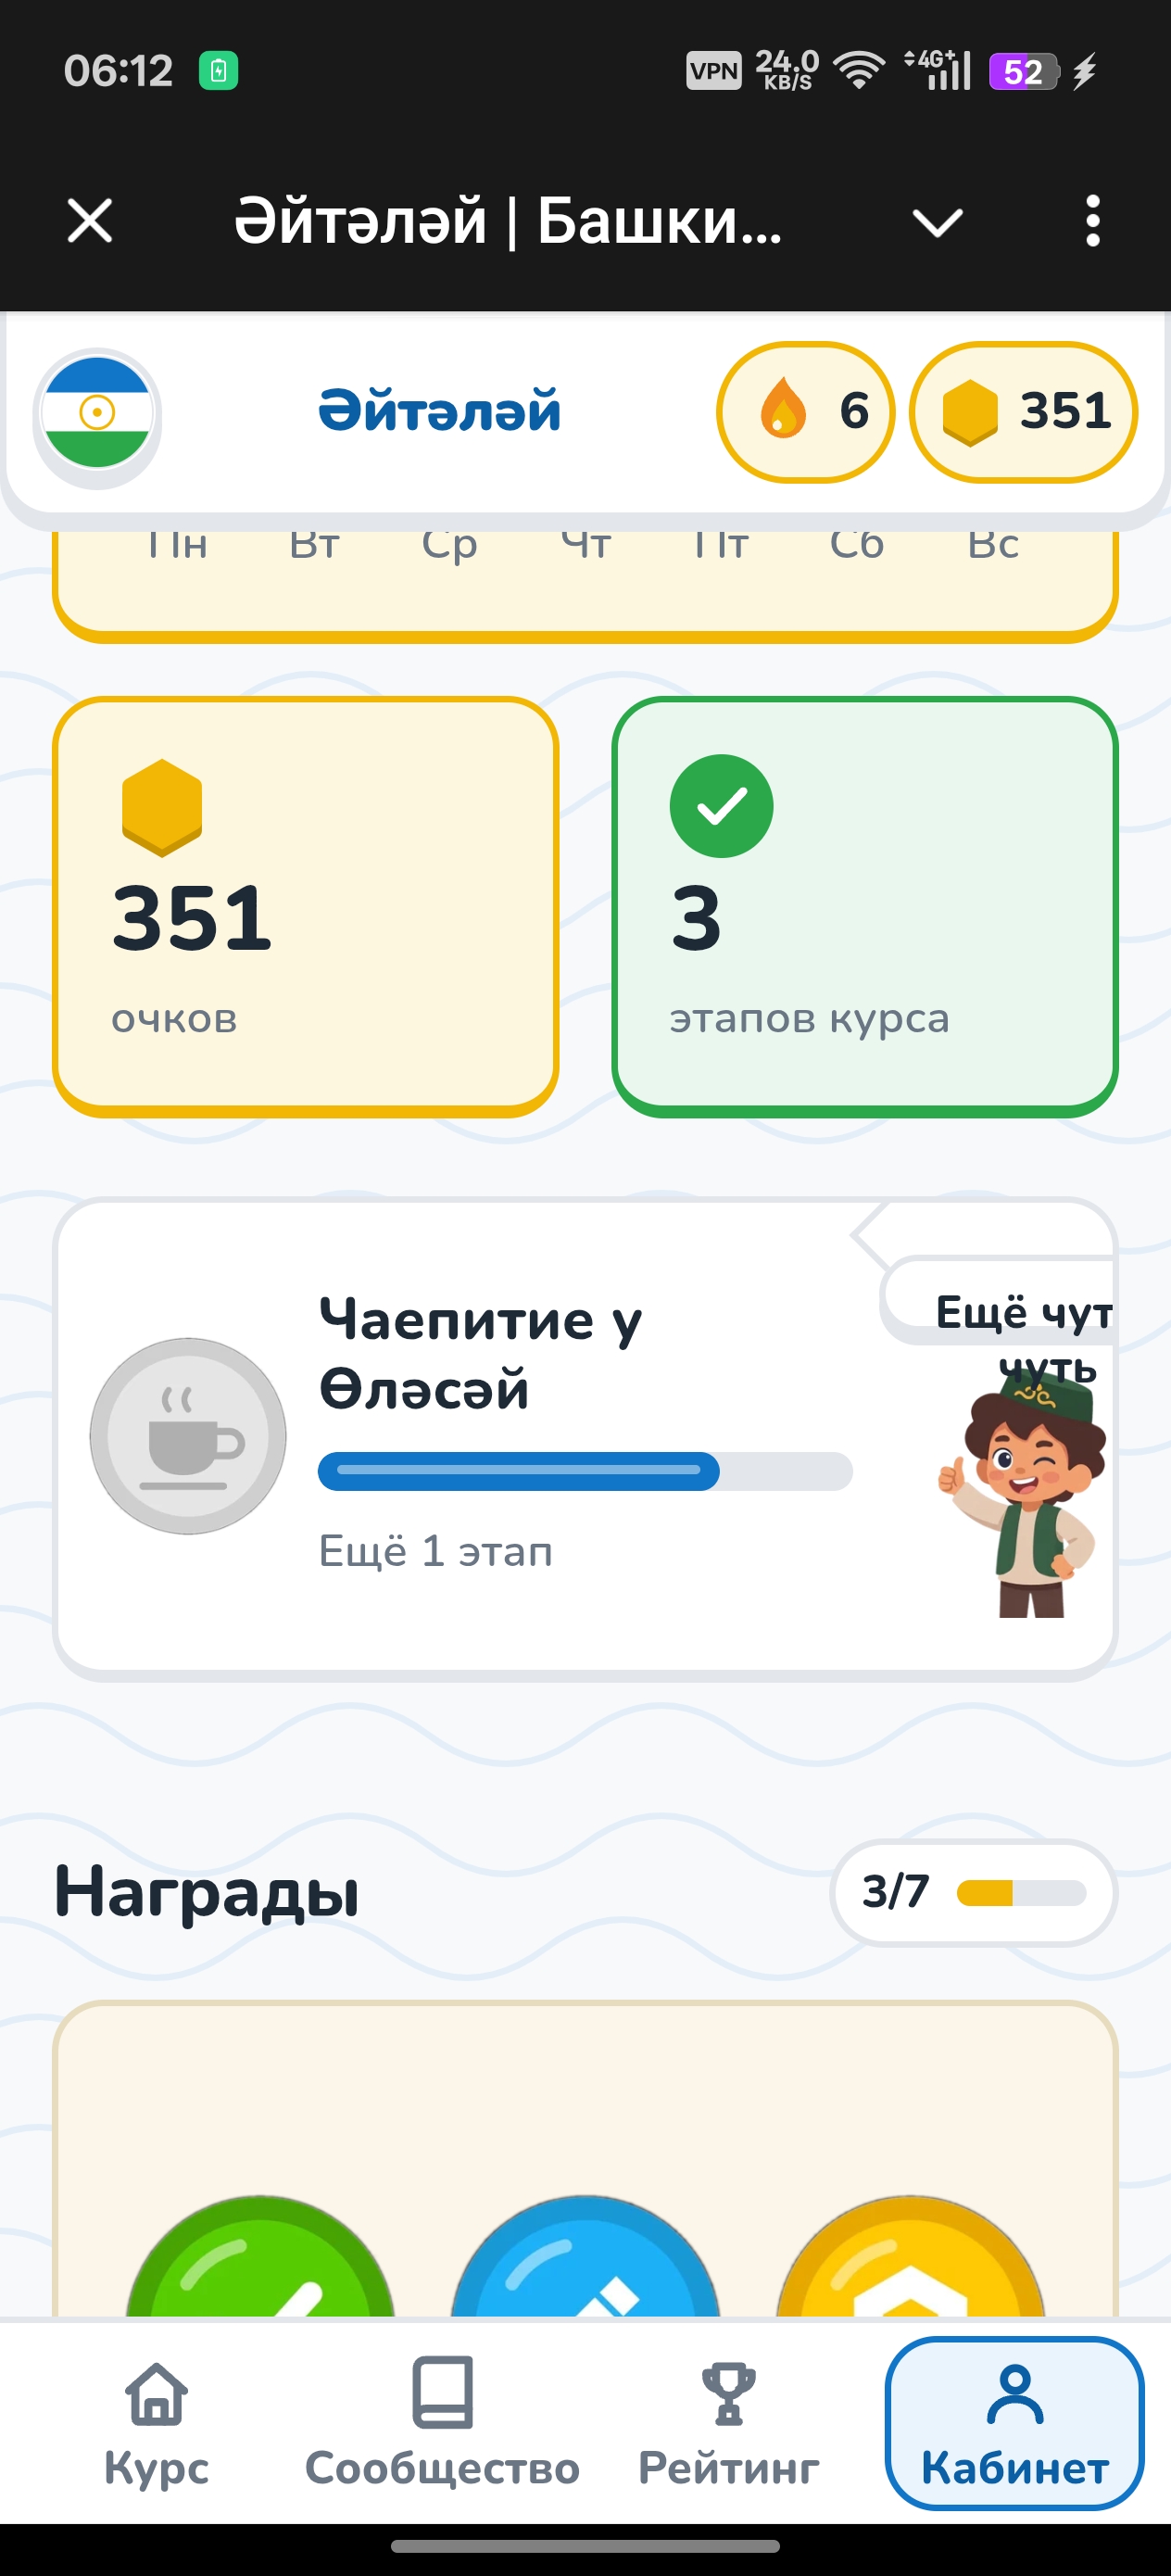 06:12
VPN 24.0 KB/S 4G+ 52
Әйтәләй | Башки...
Әйтәләй 6 351
Пн Вт Ср Чт Пт Сб Вс
351
очков
3
этапов курса
Чаепитие у
Өләсәй
Ещё 1 этап
Ещё чут
чуть
Награды 3/7
Курс Сообщество Рейтинг Кабинет